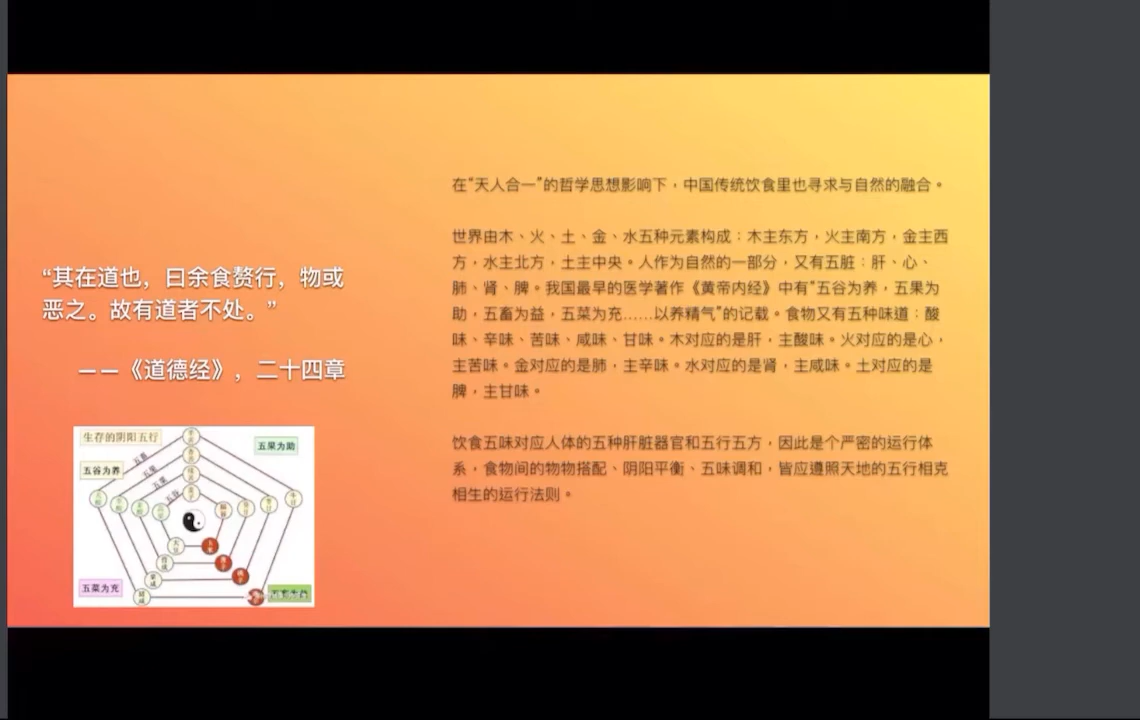 “其在道也，曰余食赘行，物或
恶之。故有道者不处。”
——《道德经》，二十四章
生存的阴阳五行
五果为助
五谷为养
五菜为充
在“天人合一”的哲学思想影响下，中国传统饮食里也寻求与自然的融合。
世界由木、火、土、金、水五种元素构成：木主东方，火主南方，金主西
方，水主北方，土主中央。人作为自然的一部分，又有五脏：肝、心、
肺、肾、脾。我国最早的医学著作《黄帝内经》中有“五谷为养，五果为
助，五畜为益，五菜为充……以养精气”的记载。食物又有五种味道：酸
味、辛味、苦味、咸味、甘味。木对应的是肝，主酸味。火对应的是心，
主苦味。金对应的是肺，主辛味。水对应的是肾，主咸味。土对应的是
脾，主甘味。
饮食五味对应人体的五种肝脏器官和五行五方，因此是个严密的运行体
系，食物间的物物搭配、阴阳平衡、五味调和，皆应遵照天地的五行相克
相生的运行法则。